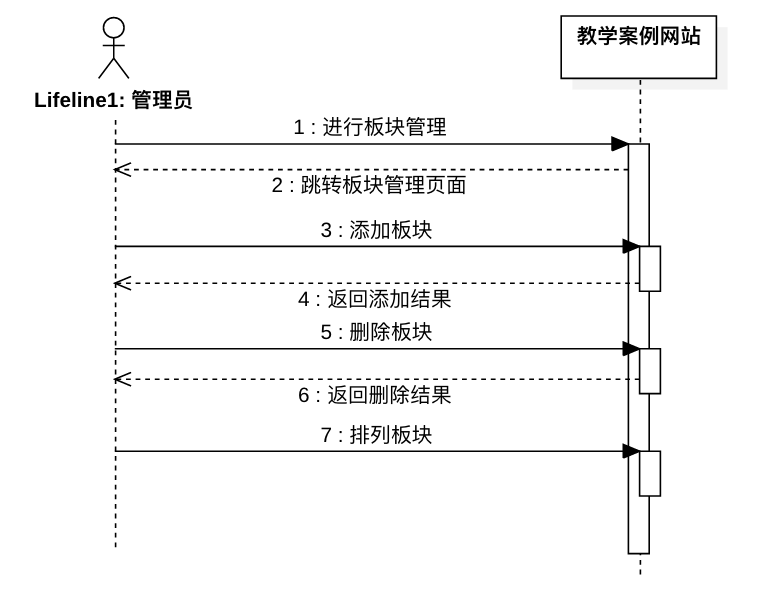 教学案例网站
Lifeline1: 管理员
1 : 进行板块管理
2 : 跳转板块管理页面
3 : 添加板块
4 : 返回添加结果
5 : 删除板块
6 : 返回删除结果
7 : 排列板块